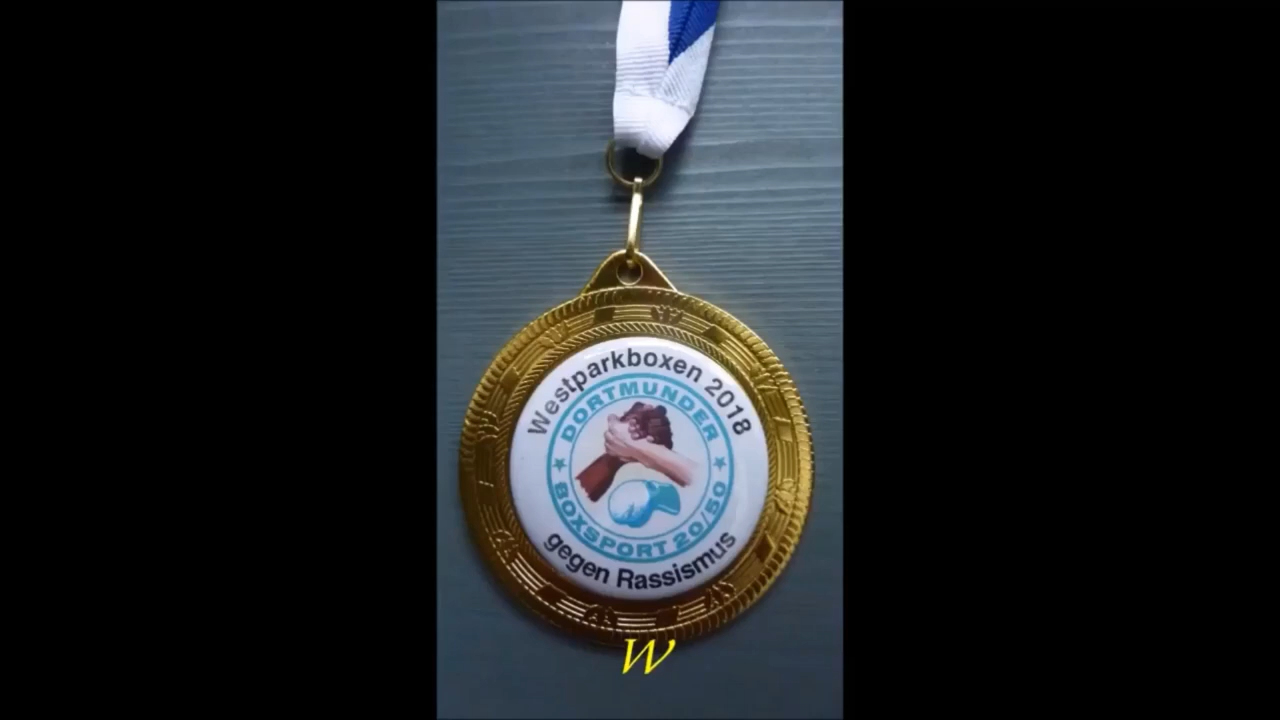 Westparkboxen 2018
DORTMUNDER
BOXSPORT 20/50
gegen Rassismus
W